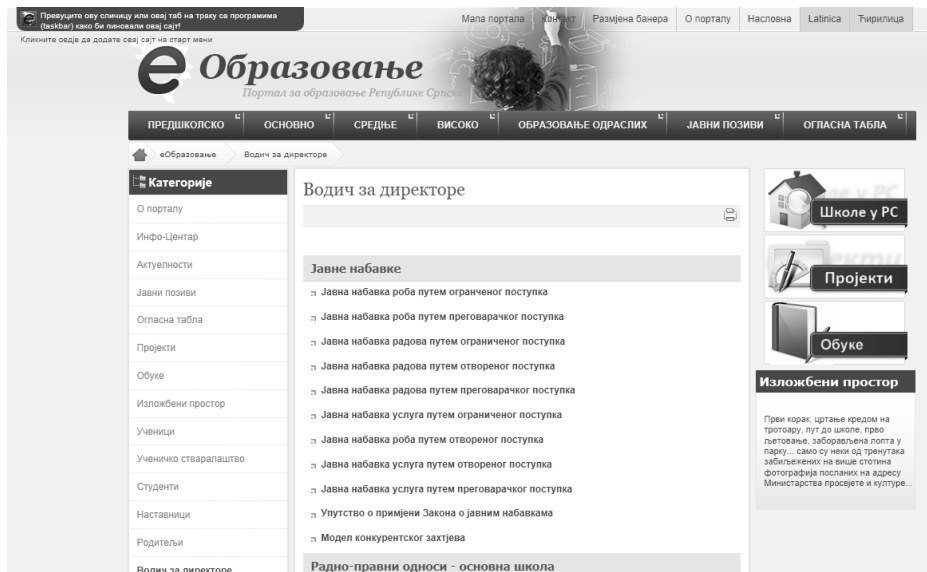 Превуците ову сличицу или овај таб на траку са програмима
(taskbar) како би пиновали овај сајт!
Мапа портала Контакт Размјена банера О порталу Насловна Latinica Ћирилица
Кликните овдје да додате овај сајт на старт мени
еОбразовање
Портал за образовање Републике Српске
ПРЕДШКОЛСКО ОСНОВНО СРЕДЊЕ ВИСОКО ОБРАЗОВАЊЕ ОДРАСЛИХ ЈАВНИ ПОЗИВИ ОГЛАСНА ТАБЛА
еОбразовање Водич за директоре
Категорије
О порталу
Инфо-Центар
Актуелности
Јавни позиви
Огласна табла
Пројекти
Обуке
Изложбени простор
Ученици
Ученичко стваралаштво
Студенти
Наставници
Родитељи
Водич за директоре
Водич за директоре
Јавне набавке
Јавна набавка роба путем огранченог поступка
Јавна набавка роба путем преговарачког поступка
Јавна набавка радова путем ограниченог поступка
Јавна набавка радова путем отвореног поступка
Јавна набавка радова путем преговарачког поступка
Јавна набавка услуга путем ограниченог поступка
Јавна набавка роба путем отвореног поступка
Јавна набавка услуга путем отвореног поступка
Јавна набавка услуга путем преговарачког поступка
Упутство о примјени Закона о јавним набавкама
Модел конкурентског захтјева
Радно-правни односи - основна школа
Школе у РС
Пројекти
Обуке
Изложбени простор
Први корак, цртање кредом на
тротоару, пут до школе, прво
љетовање, заборављена лопта у
парку... само су неки од тренутака
забиљежених на више стотина
фотографија посланих на адресу
Министарства просвјете и културе...